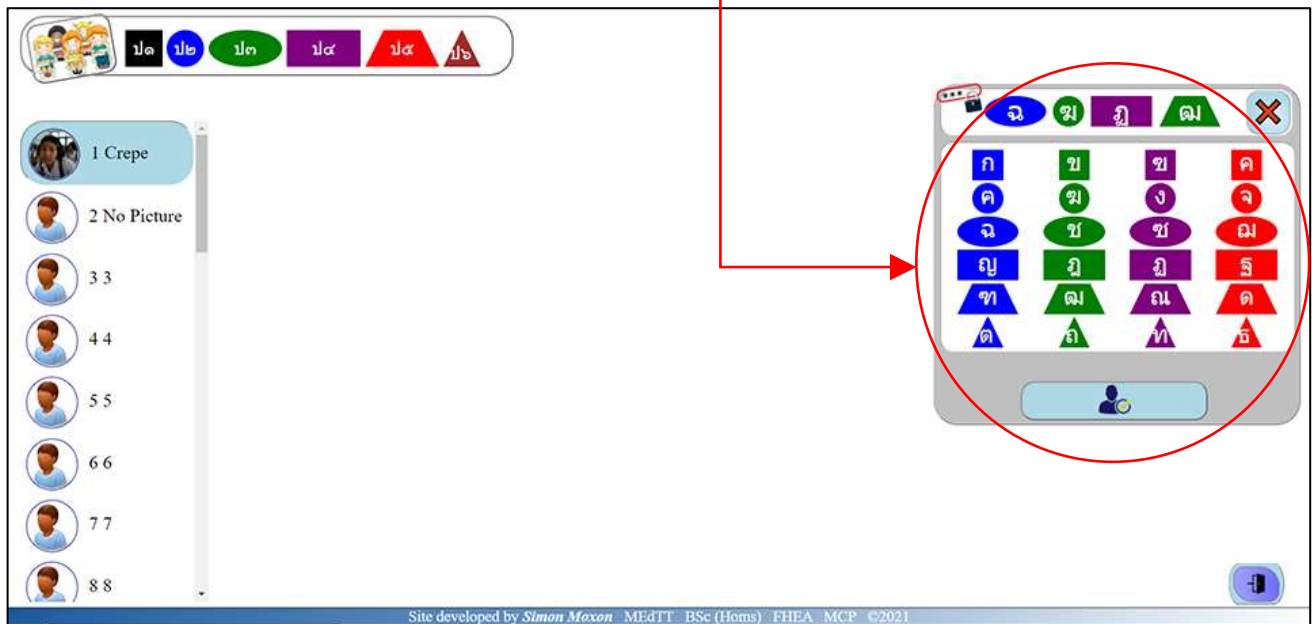 ป๑ ป๒ ป๓ ป๔ ป๕ ป๖
ฉ ฆ ฎ ฒ
ก ข ฃ ค
ฅ ฆ ง จ
ฉ ช ซ ฌ
ญ ฎ ฏ ฐ
ฑ ฒ ณ ด
ต ถ ท ธ
1 Crepe
2 No Picture
3 3
4 4
5 5
6 6
7 7
8 8
Site developed by Simon Moxon MEdTT BSc (Homs) FHEA MCP ©2021